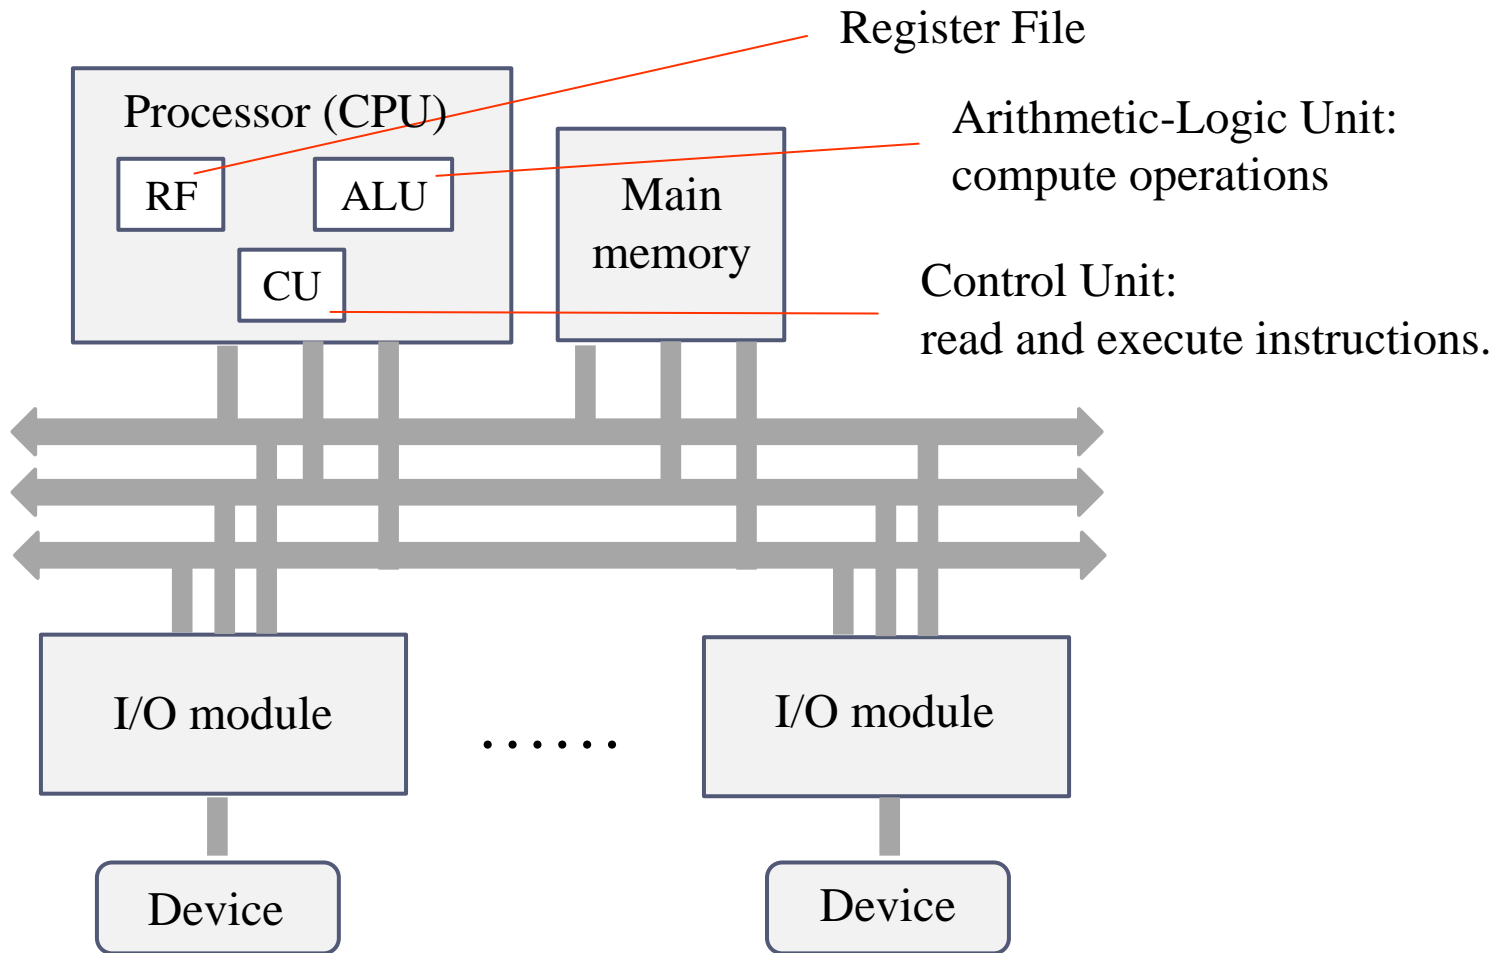 Register File
Processor (CPU)
Arithmetic-Logic Unit:
compute operations
RF
ALU
Main
memory
CU
Control Unit:
read and execute instructions.
I/O module
......
I/O module
Device
Device